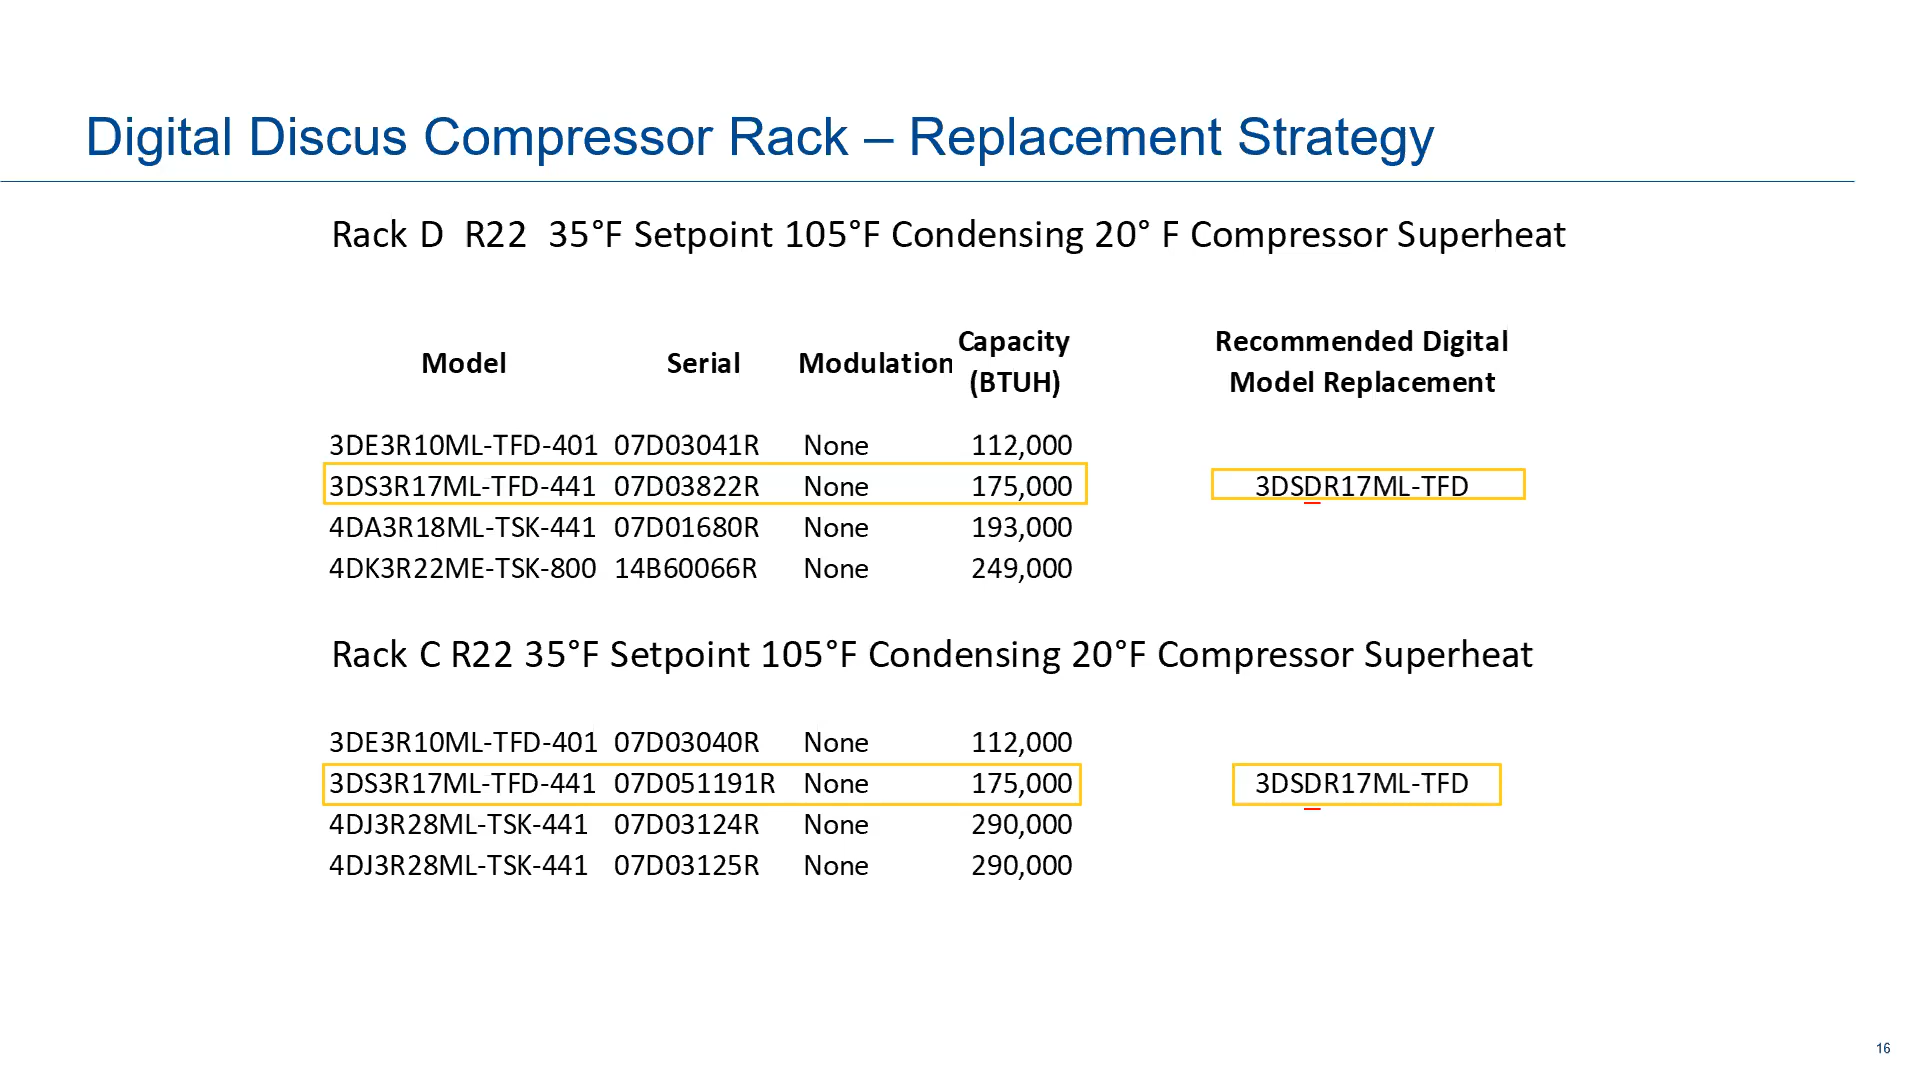 Digital Discus Compressor Rack – Replacement Strategy
Rack D R22 35°F Setpoint 105°F Condensing 20° F Compressor Superheat
Model Serial Modulation Capacity (BTUH) Recommended Digital Model Replacement
3DE3R10ML-TFD-401 07D03041R None 112,000
3DS3R17ML-TFD-441 07D03822R None 175,000 3DSDR17ML-TFD
4DA3R18ML-TSK-441 07D01680R None 193,000
4DK3R22ME-TSK-800 14B60066R None 249,000
Rack C R22 35°F Setpoint 105°F Condensing 20°F Compressor Superheat
3DE3R10ML-TFD-401 07D03040R None 112,000
3DS3R17ML-TFD-441 07D051191R None 175,000 3DSDR17ML-TFD
4DJ3R28ML-TSK-441 07D03124R None 290,000
4DJ3R28ML-TSK-441 07D03125R None 290,000
16